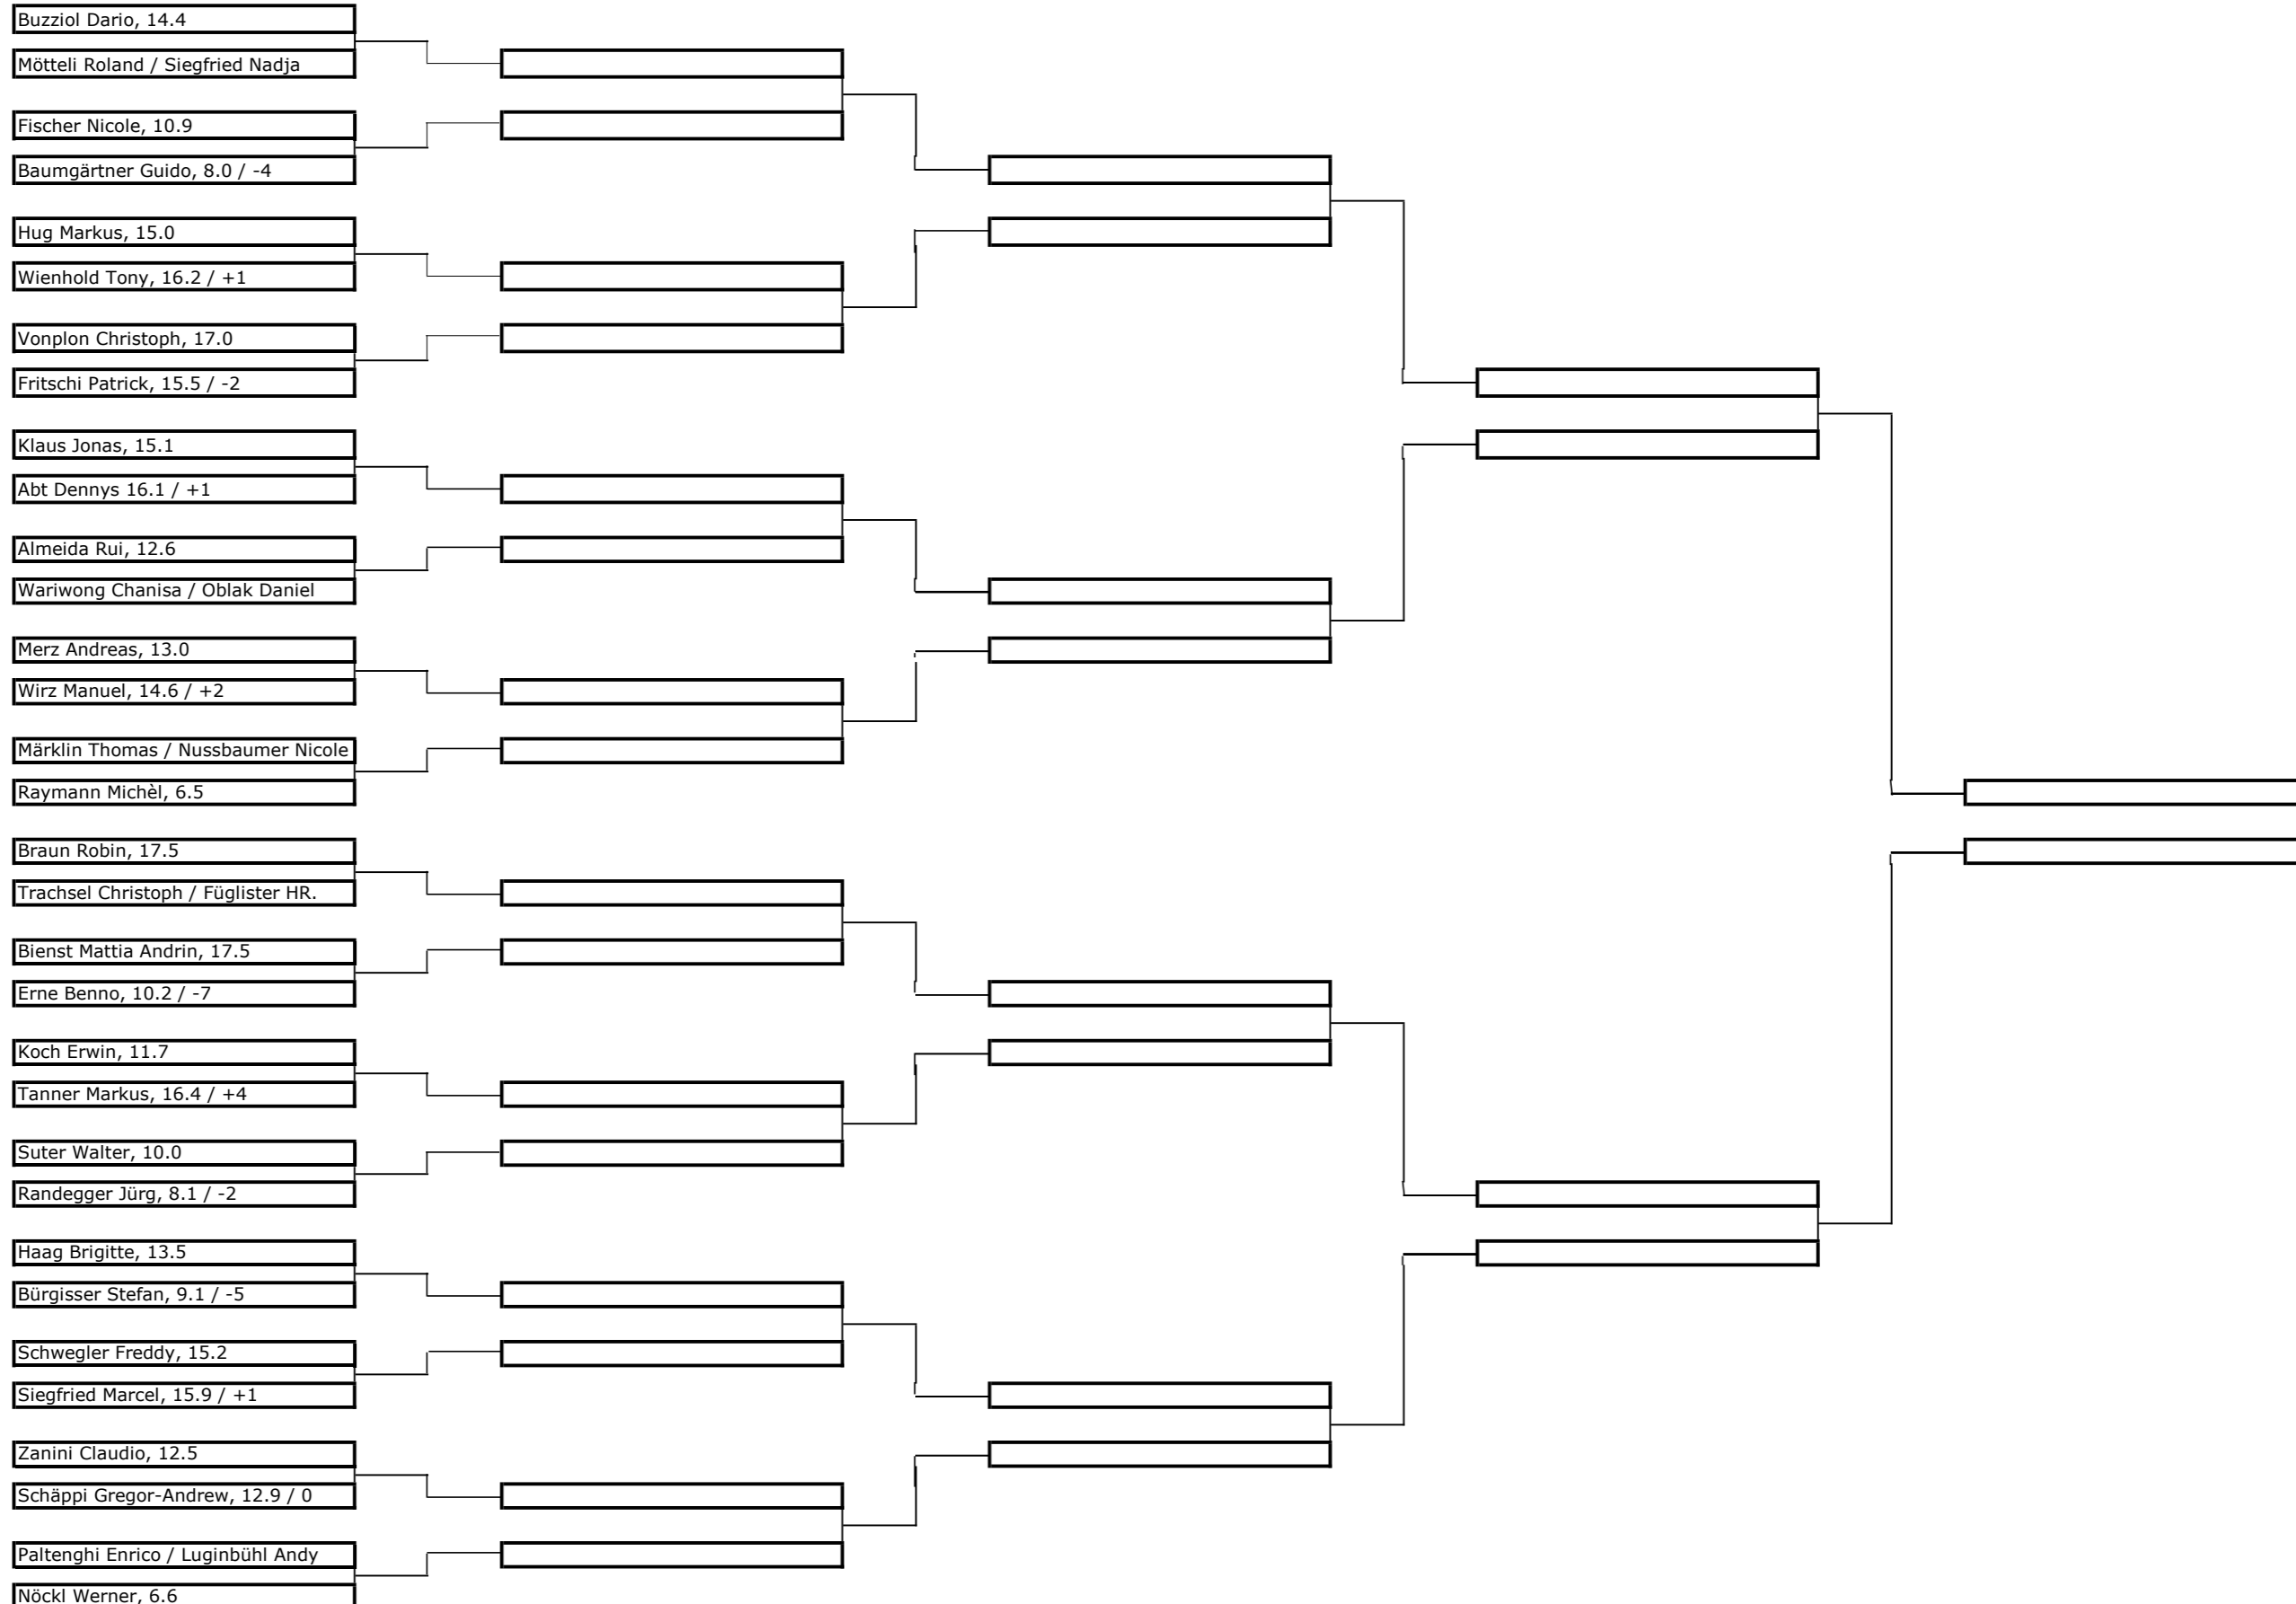 Buzziol Dario, 14.4
Mötteli Roland / Siegfried Nadja
Fischer Nicole, 10.9
Baumgärtner Guido, 8.0 / -4
Hug Markus, 15.0
Wienhold Tony, 16.2 / +1
Vonplon Christoph, 17.0
Fritschi Patrick, 15.5 / -2
Klaus Jonas, 15.1
Abt Dennys 16.1 / +1
Almeida Rui, 12.6
Wariwong Chanisa / Oblak Daniel
Merz Andreas, 13.0
Wirz Manuel, 14.6 / +2
Märklin Thomas / Nussbaumer Nicole
Raymann Michèl, 6.5
Braun Robin, 17.5
Trachsel Christoph / Füglister HR.
Bienst Mattia Andrin, 17.5
Erne Benno, 10.2 / -7
Koch Erwin, 11.7
Tanner Markus, 16.4 / +4
Suter Walter, 10.0
Randegger Jürg, 8.1 / -2
Haag Brigitte, 13.5
Bürgisser Stefan, 9.1 / -5
Schwegler Freddy, 15.2
Siegfried Marcel, 15.9 / +1
Zanini Claudio, 12.5
Schäppi Gregor-Andrew, 12.9 / 0
Paltenghi Enrico / Luginbühl Andy
Nöckl Werner, 6.6